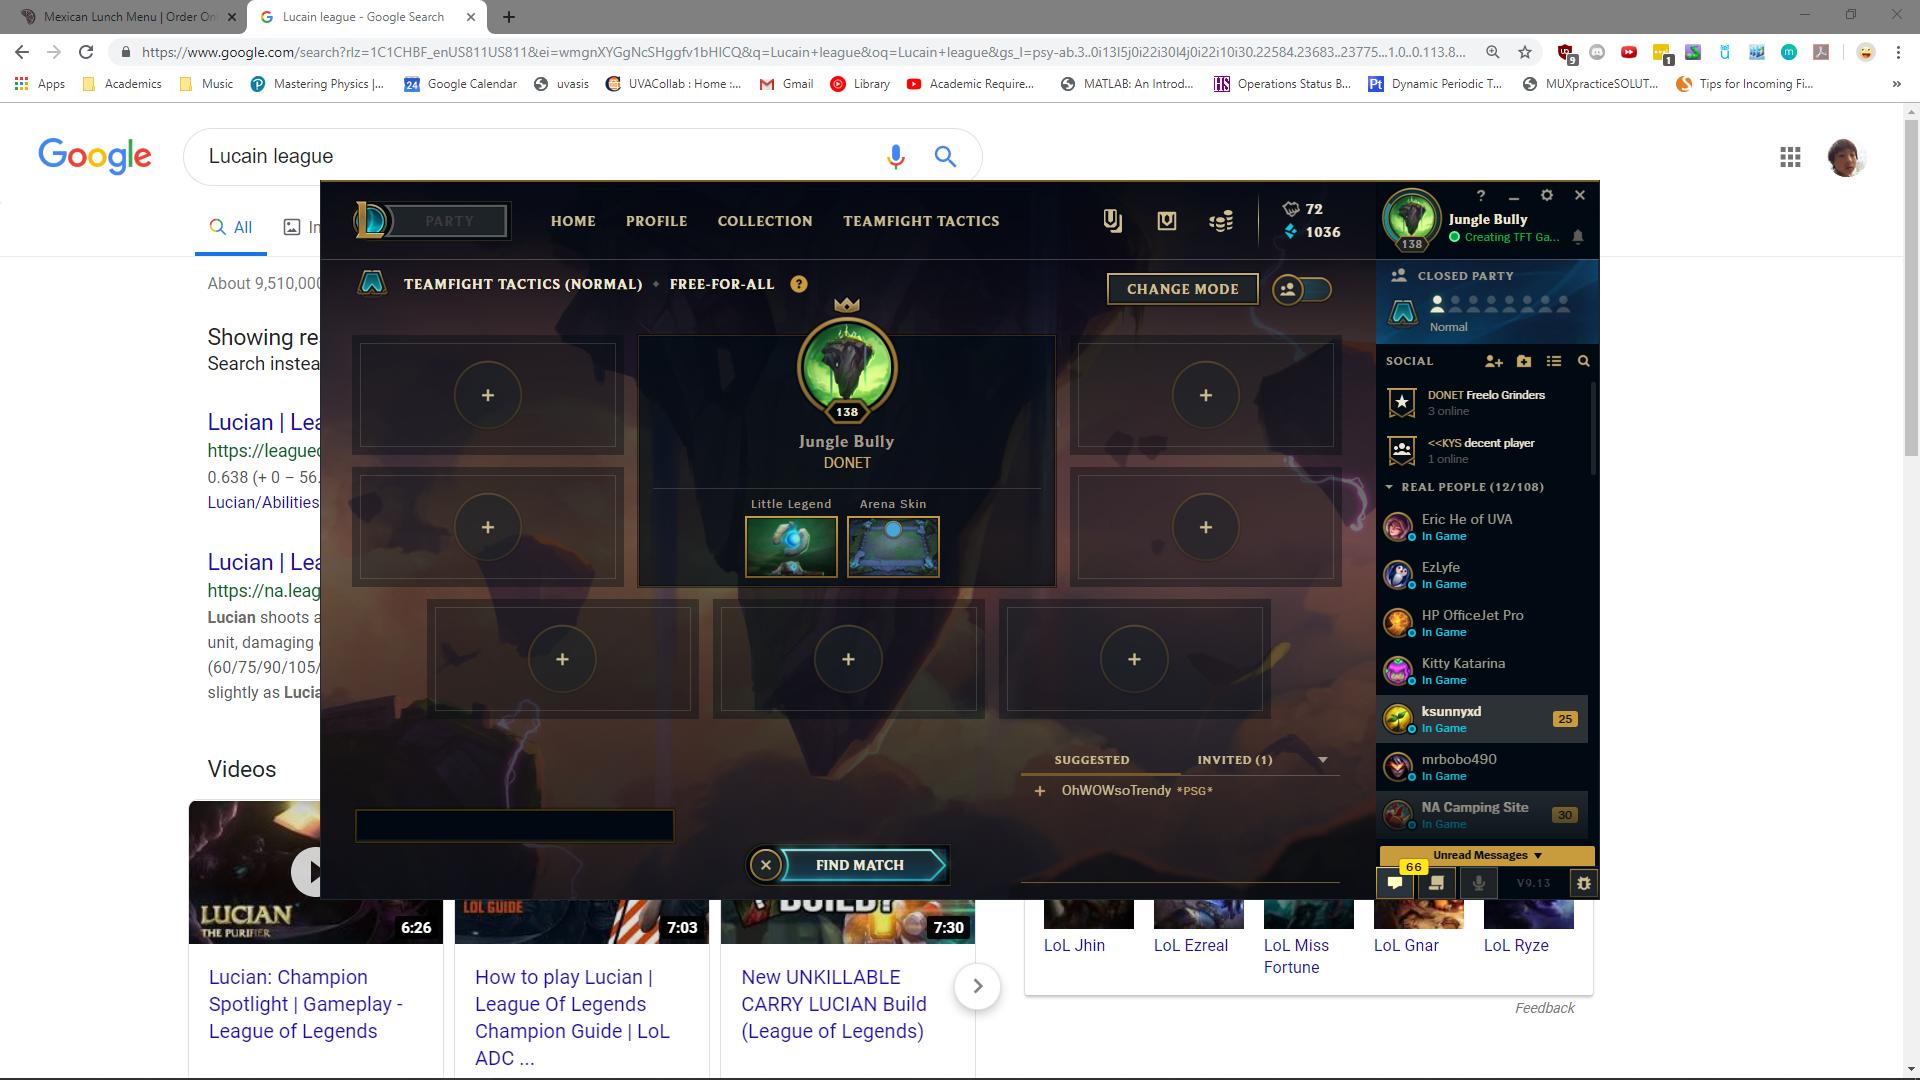 Mexican Lunch Menu | Order Onl
Lucain league - Google Search
https://www.google.com/search?rlz=1C1CHBF_enUS811US811&ei=wmgnXYGgNcSHggfv1bHICQ&q=Lucain+league&oq=Lucain+league&gs_l=psy-ab.3..0i13l5j0i22i30l4j0i22i10i30.22584.23683..23775...1.0..0.113.8...
9
1
Apps
Academics
Music
Mastering Physics |...
24
Google Calendar
uvasis
UVACollab : Home :...
Gmail
Library
Academic Require...
MATLAB: An Introd...
Operations Status B...
Pt
Dynamic Periodic T...
MUXpracticeSOLUT...
Tips for Incoming Fi...
»
Google
Lucain league
All
In
About 9,510,000
Showing re
Search instea
Lucian | Lea
https://leagued
0.638 (+ 0 – 56.
Lucian/Abilities
Lucian | Lea
https://na.leag
Lucian shoots a
unit, damaging
(60/75/90/105/
slightly as Lucia
Videos
PARTY
HOME
PROFILE
COLLECTION
TEAMFIGHT TACTICS
72
1036
138
Jungle Bully
Creating TFT Ga...
TEAMFIGHT TACTICS (NORMAL)
FREE-FOR-ALL
?
CHANGE MODE
138
Jungle Bully
DONET
Little Legend
Arena Skin
SUGGESTED
INVITED (1)
+ OhWOWsoTrendy *PSG*
FIND MATCH
CLOSED PARTY
Normal
SOCIAL
DONET Freelo Grinders
3 online
<<KYS decent player
1 online
REAL PEOPLE (12/108)
Eric He of UVA
In Game
EzLyfe
In Game
HP OfficeJet Pro
In Game
Kitty Katarina
In Game
ksunnyxd
25
In Game
mrbobo490
In Game
NA Camping Site
30
In Game
Unread Messages
66
V9.13
LUCIAN
THE PURIFIER
6:26
LOL GUIDE
7:03
BUILD?
7:30
Lucian: Champion
Spotlight | Gameplay -
League of Legends
How to play Lucian |
League Of Legends
Champion Guide | LoL
ADC ...
New UNKILLABLE
CARRY LUCIAN Build
(League of Legends)
LoL Jhin
LoL Ezreal
LoL Miss
Fortune
LoL Gnar
LoL Ryze
Feedback